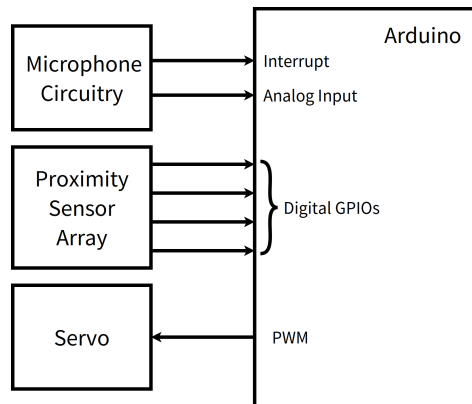 Arduino
Microphone
Circuitry
Interrupt
Analog Input
Proximity
Sensor
Array
Digital GPIOs
Servo
PWM